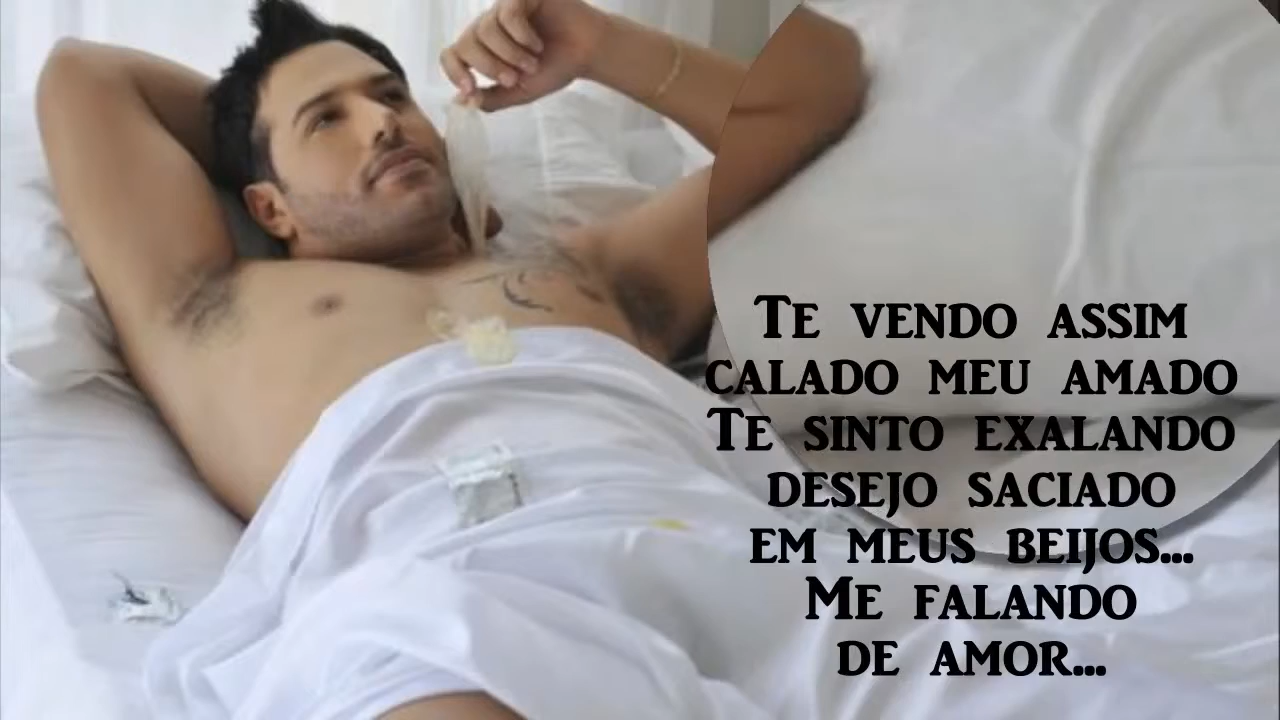 Te vendo assim
calado meu amado
Te sinto exalando
desejo saciado
em meus beijos...
Me falando
de amor...